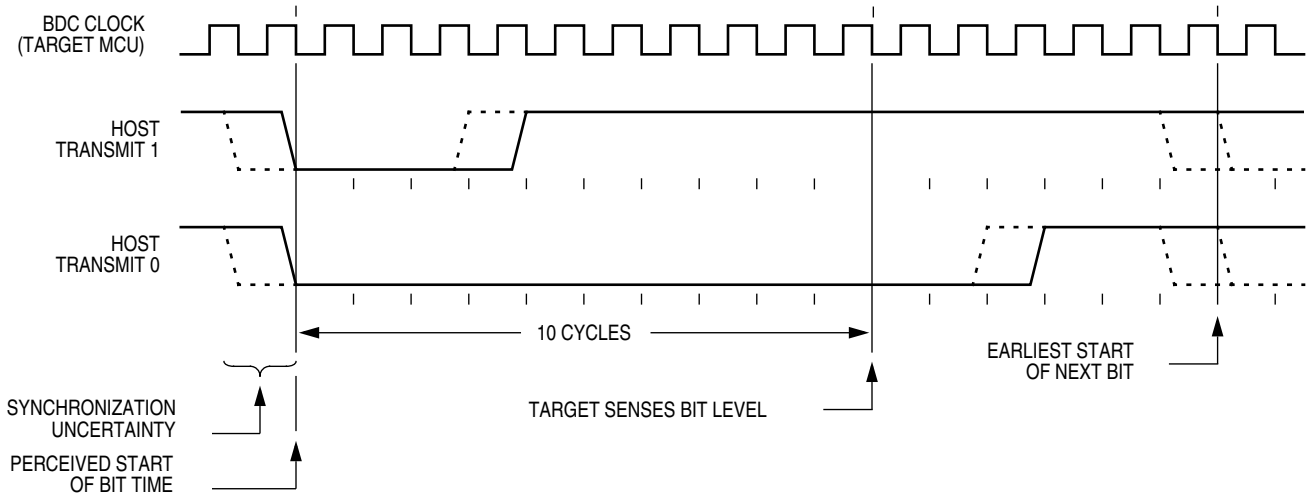 BDC CLOCK
(TARGET MCU)
HOST
TRANSMIT 1
HOST
TRANSMIT 0
10 CYCLES
EARLIEST START
OF NEXT BIT
SYNCHRONIZATION
UNCERTAINTY
TARGET SENSES BIT LEVEL
PERCEIVED START
OF BIT TIME